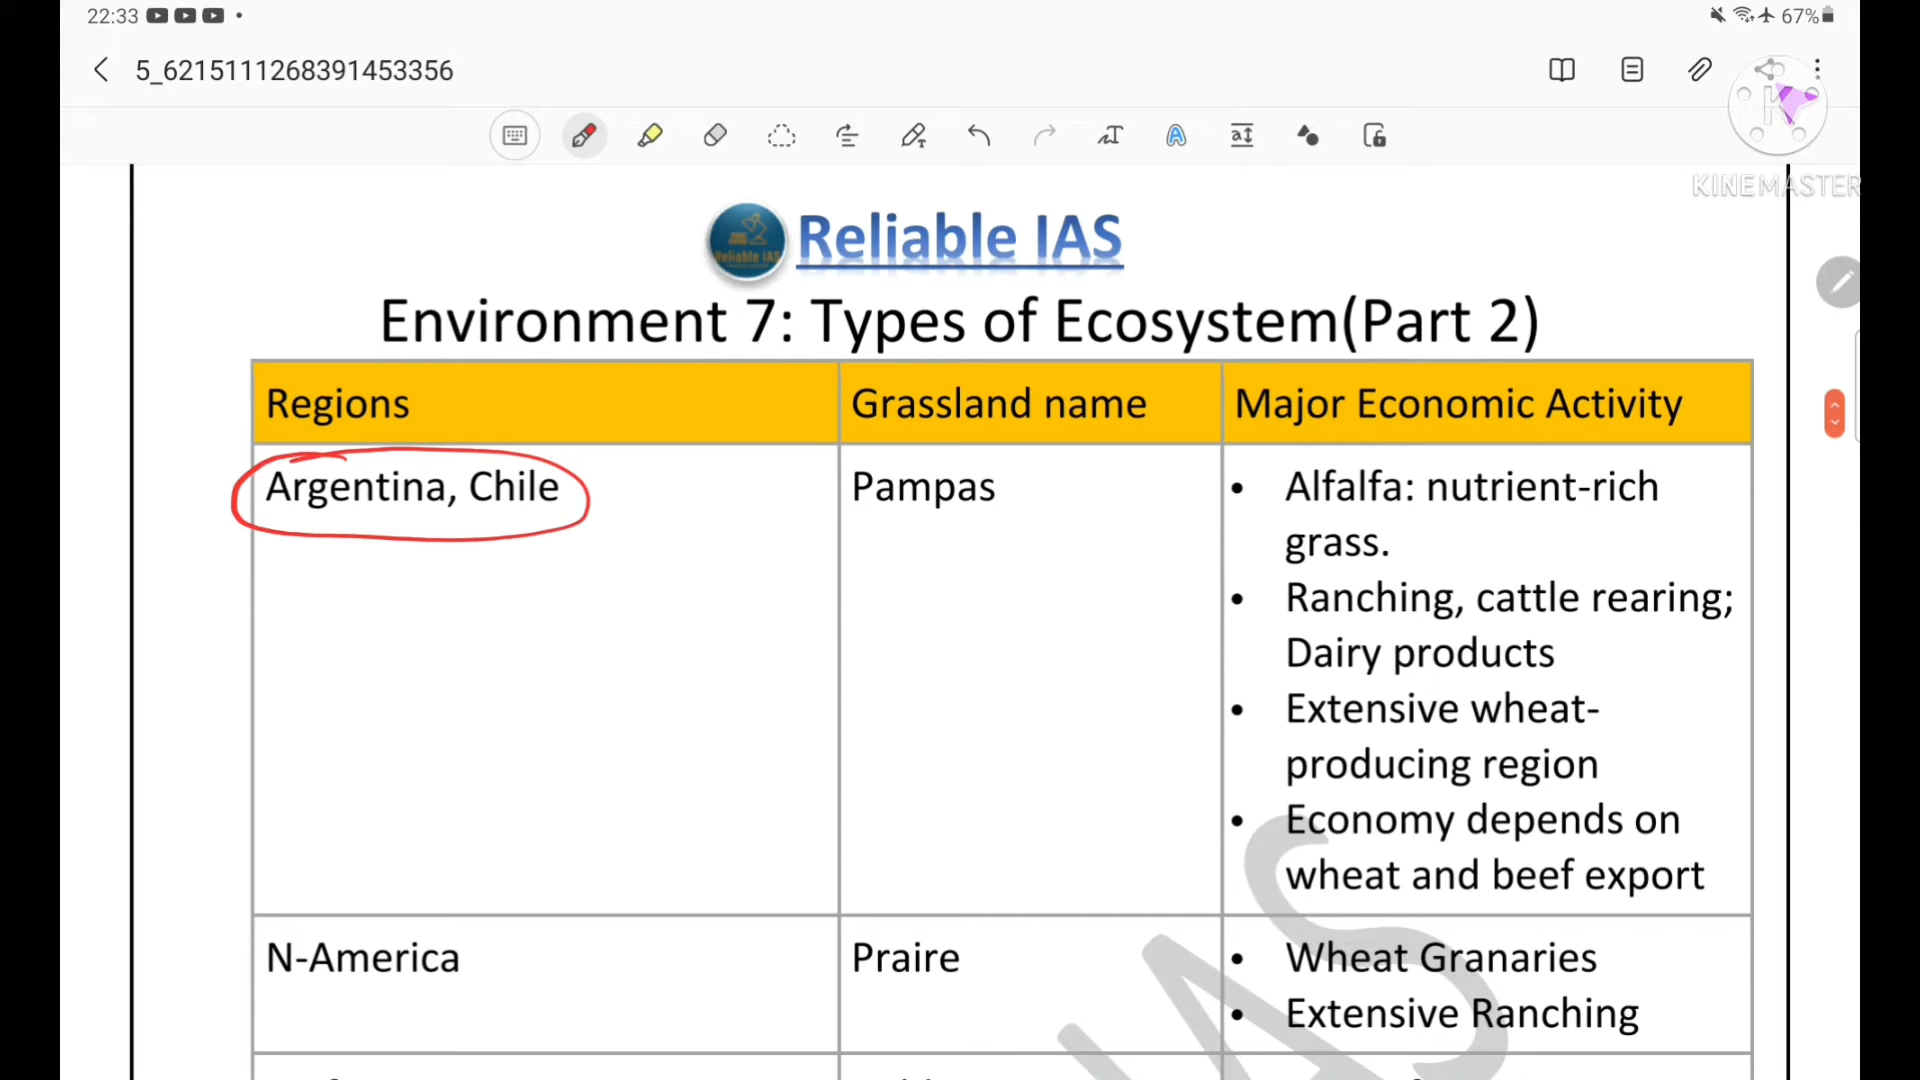 22:33
67%
5_6215111268391453356
KINEMASTER
Reliable IAS
Reliable IAS
Environment 7: Types of Ecosystem(Part 2)
Regions
Grassland name
Major Economic Activity
Argentina, Chile
Pampas
• Alfalfa: nutrient-rich
grass.
• Ranching, cattle rearing;
Dairy products
• Extensive wheat-
producing region
• Economy depends on
wheat and beef export
N-America
Praire
• Wheat Granaries
• Extensive Ranching